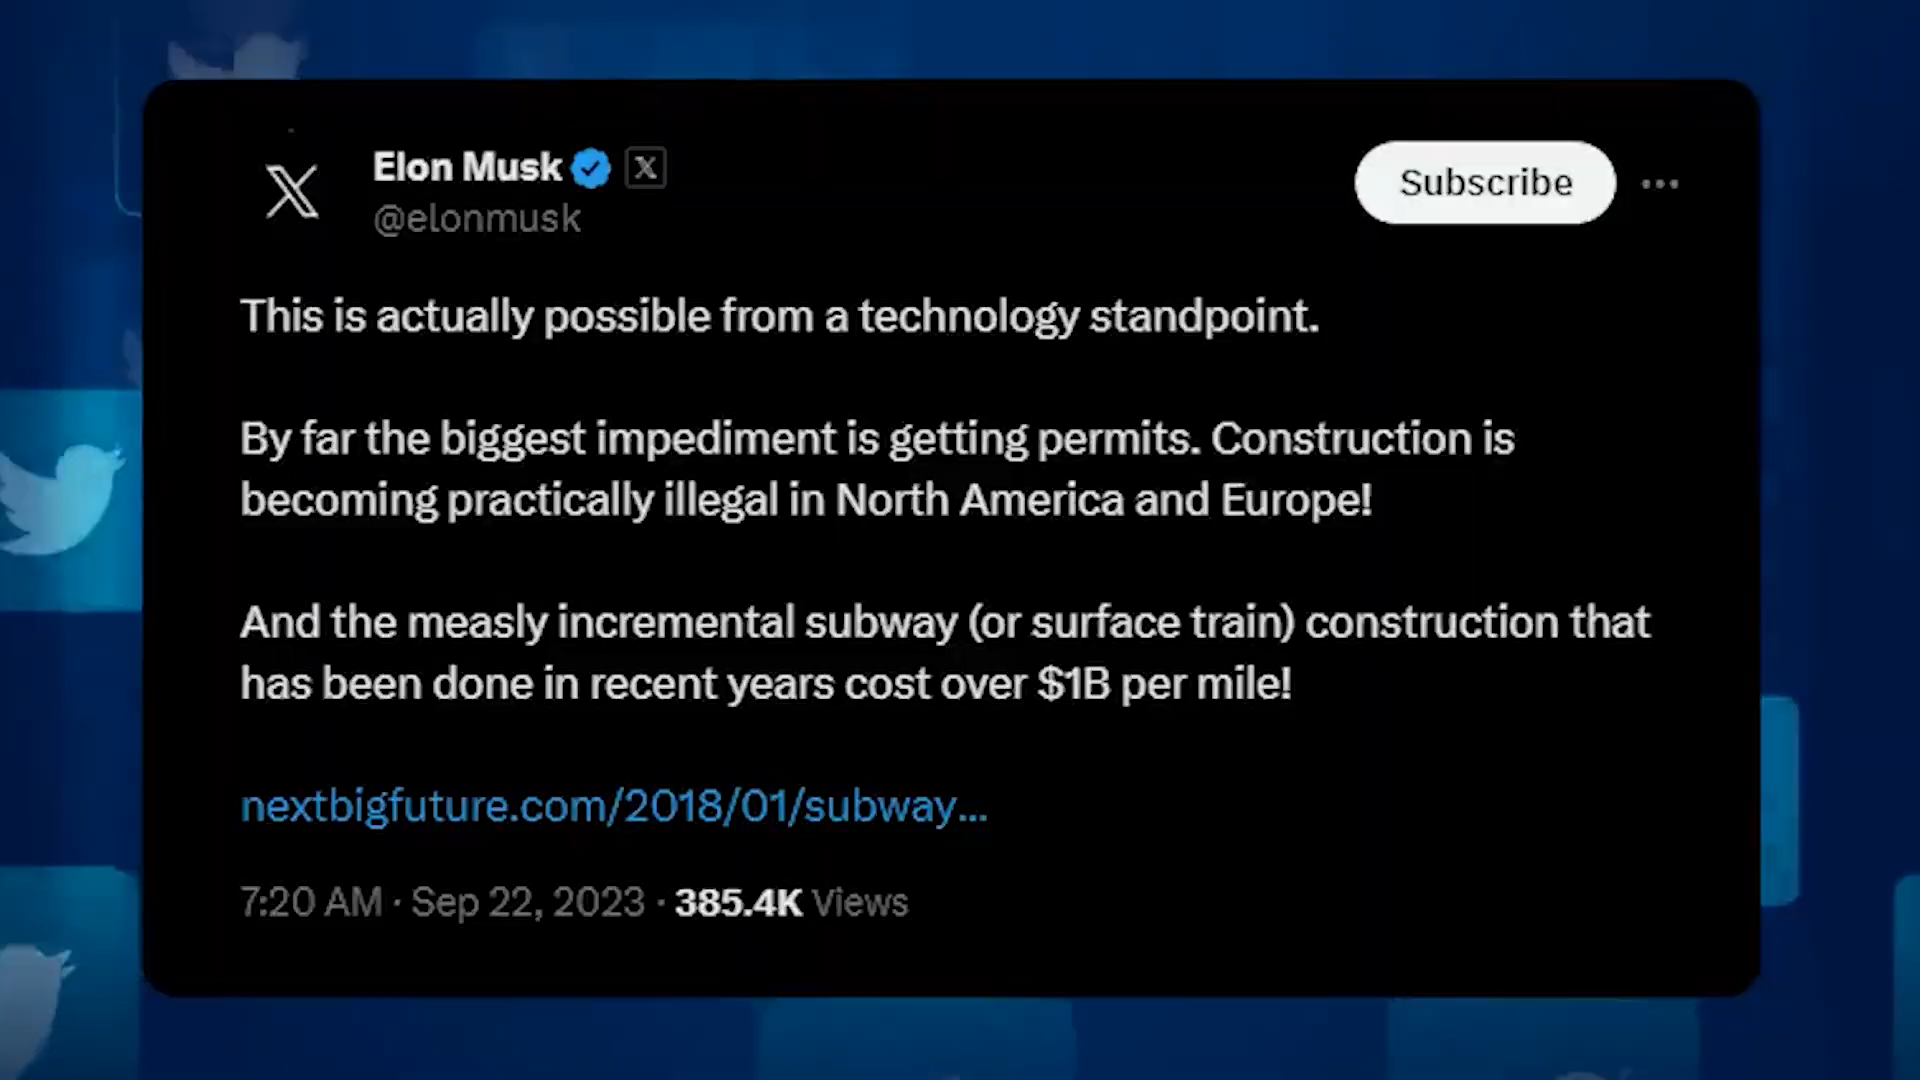 Elon Musk
@elonmusk
Subscribe
This is actually possible from a technology standpoint.
By far the biggest impediment is getting permits. Construction is
becoming practically illegal in North America and Europe!
And the measly incremental subway (or surface train) construction that
has been done in recent years cost over $1B per mile!
nextbigfuture.com/2018/01/subway...
7:20 AM · Sep 22, 2023 · 385.4K Views